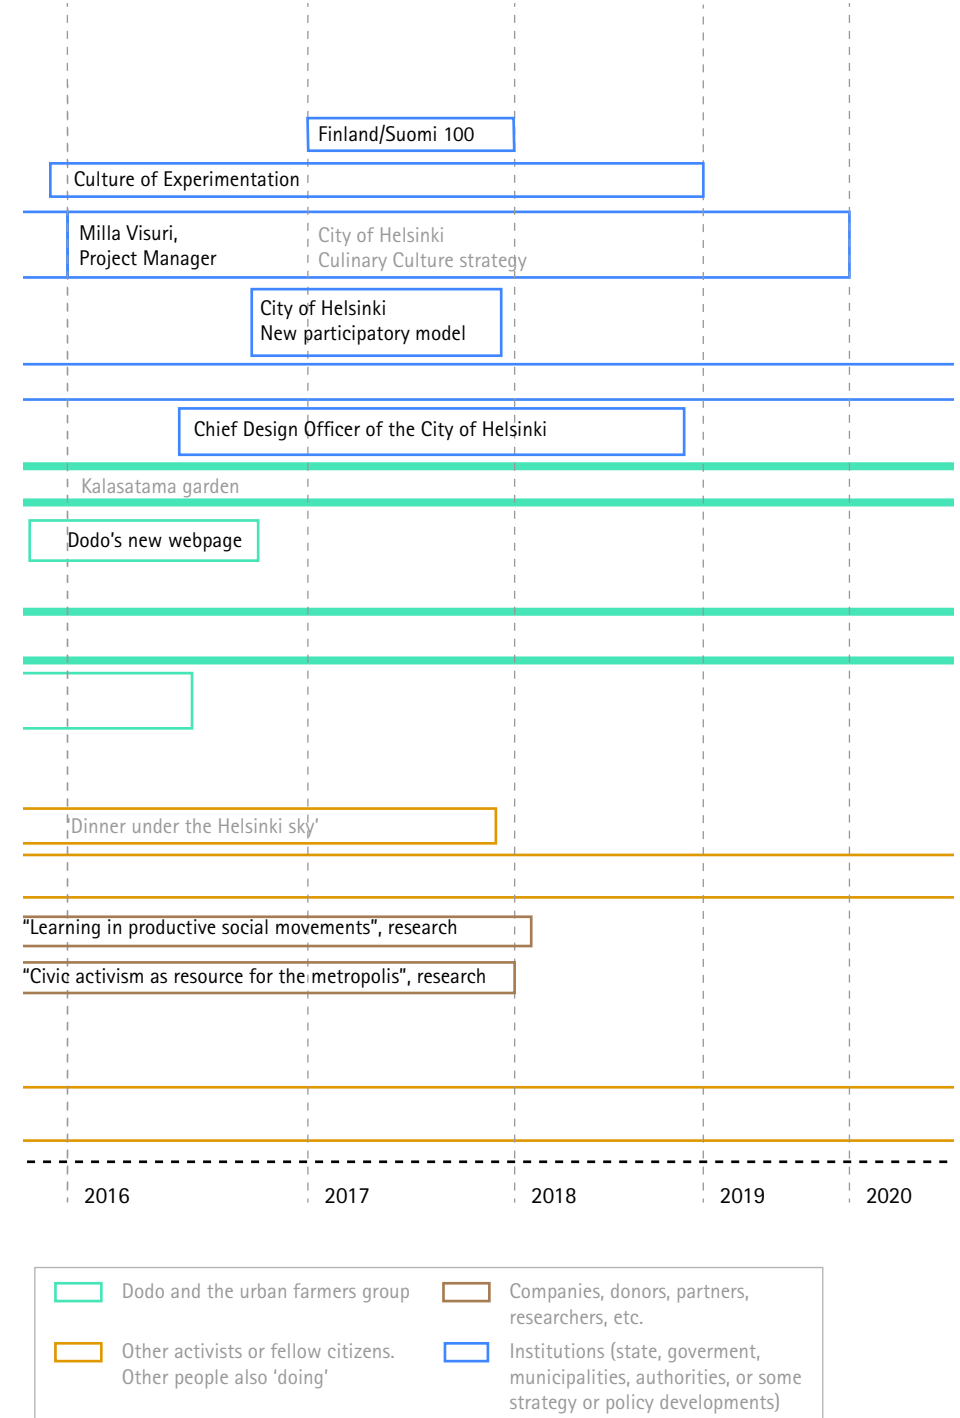 Finland/Suomi 100
Culture of Experimentation
Milla Visuri,
Project Manager
City of Helsinki
Culinary Culture strategy
City of Helsinki
New participatory model
Chief Design Officer of the City of Helsinki
Kalasatama garden
Dodo's new webpage
'Dinner under the Helsinki sky'
“Learning in productive social movements”, research
“Civic activism as resource for the metropolis”, research
2016
2017
2018
2019
2020
Dodo and the urban farmers group
Companies, donors, partners,
researchers, etc.
Other activists or fellow citizens.
Other people also ‘doing’
Institutions (state, goverment,
municipalities, authorities, or some
strategy or policy developments)